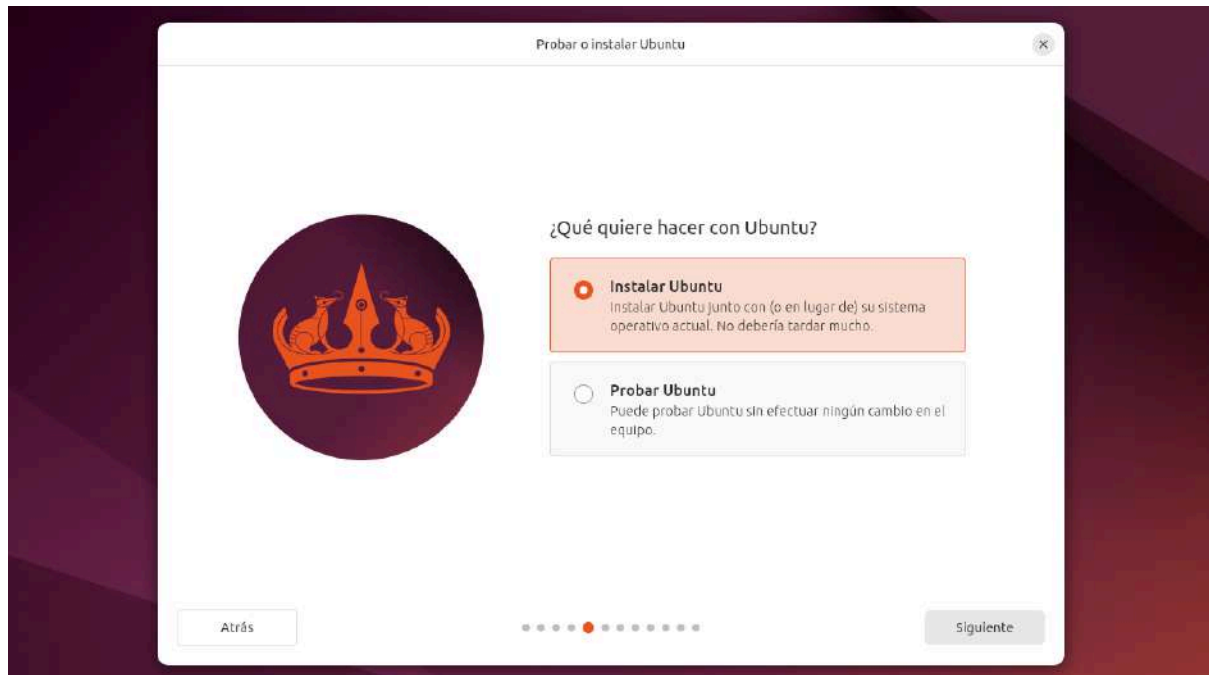 Probar o instalar Ubuntu
¿Qué quiere hacer con Ubuntu?
Instalar Ubuntu
Instalar Ubuntu junto con (o en lugar de) su sistema
operativo actual. No debería tardar mucho.
Probar Ubuntu
Puede probar Ubuntu sin efectuar ningún cambio en el
equipo.
Atrás
Siguiente